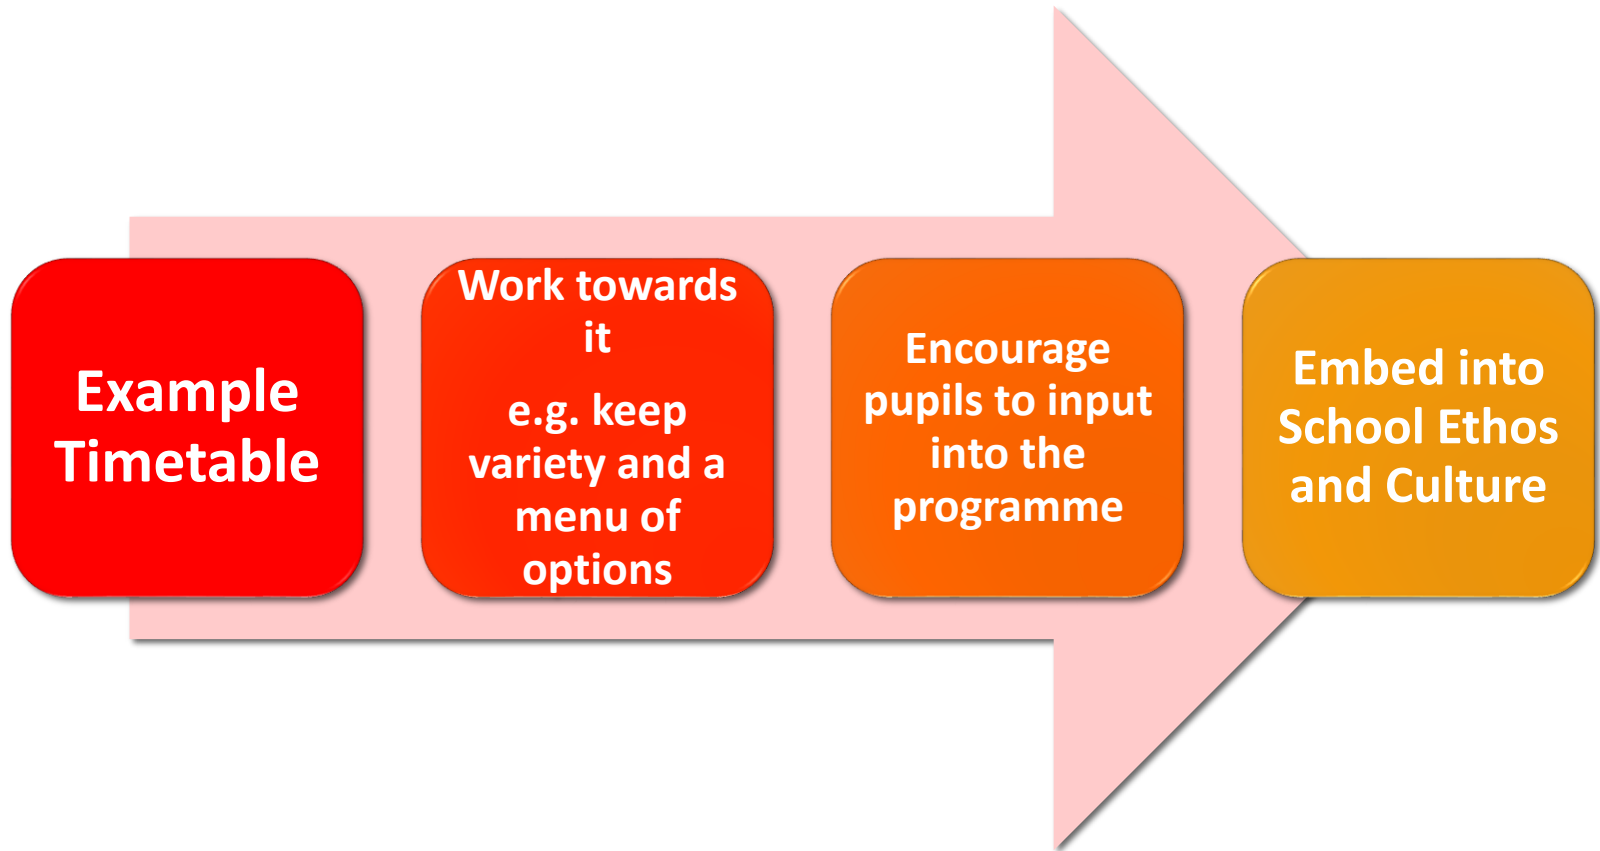 Example
Timetable
Work towards
it
e.g. keep
variety and a
menu of
options
Encourage
pupils to input
into the
programme
Embed into
School Ethos
and Culture